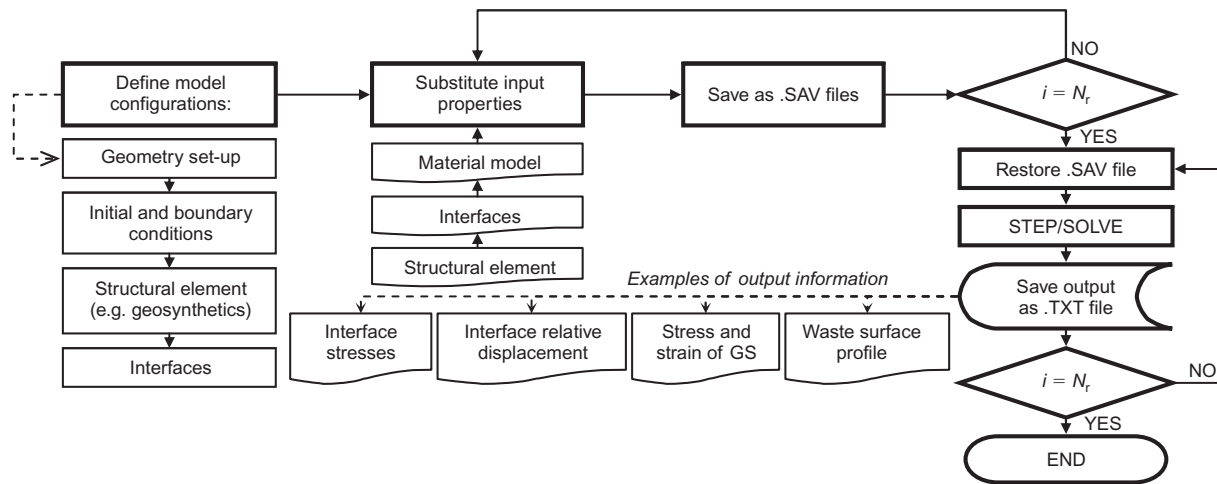 Define model
configurations:
Substitute input
properties
Save as .SAV files
i = Nr
NO
YES
Geometry set-up
Initial and boundary
conditions
Structural element
(e.g. geosynthetics)
Interfaces
Material model
Interfaces
Structural element
Restore .SAV file
STEP/SOLVE
Save output
as .TXT file
Examples of output information
Interface
stresses
Interface relative
displacement
Stress and
strain of GS
Waste surface
profile
i = Nr
NO
YES
END